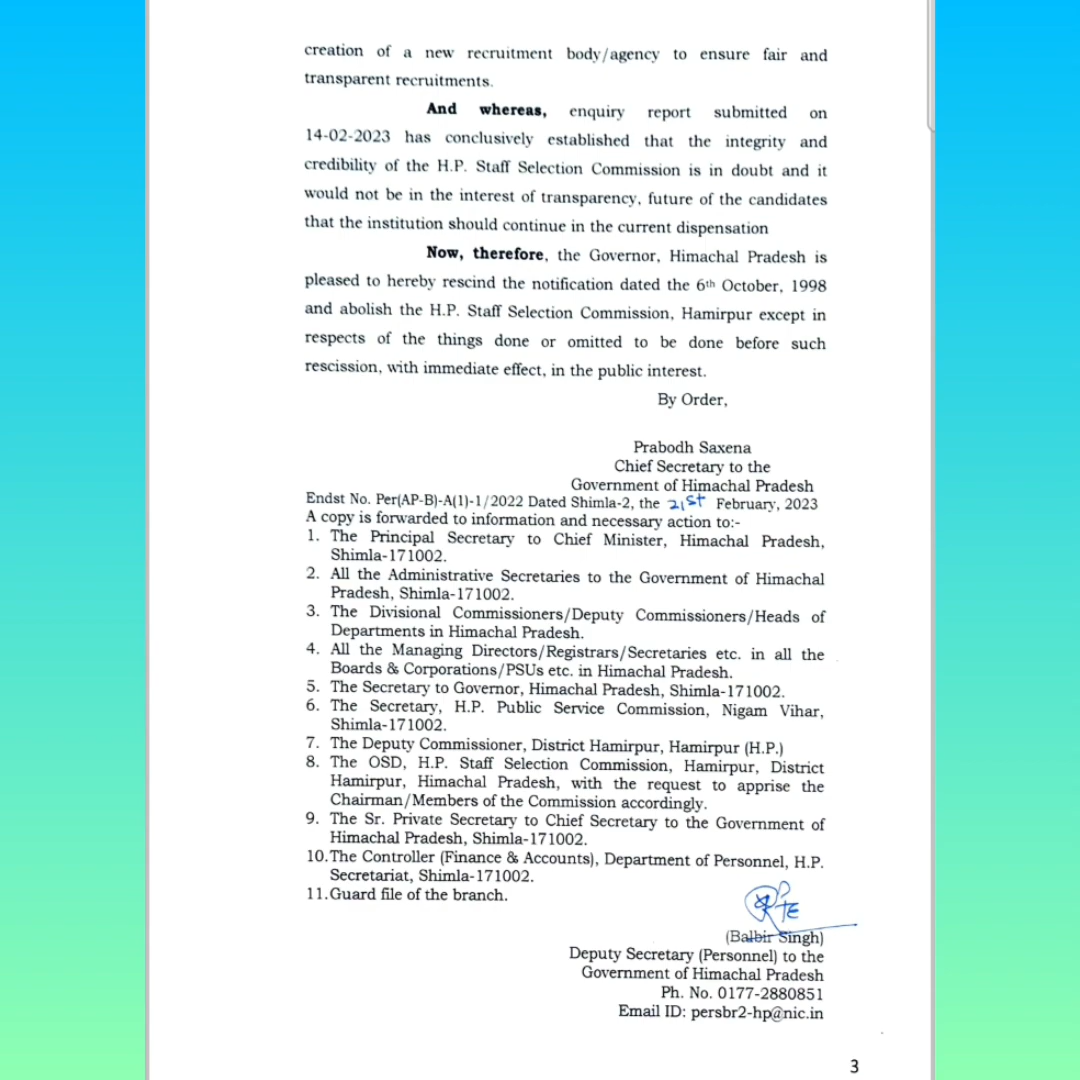 creation of a new recruitment body/agency to ensure fair and
transparent recruitments.
And whereas, enquiry report submitted on
14-02-2023 has conclusively established that the integrity and
credibility of the H.P. Staff Selection Commission is in doubt and it
would not be in the interest of transparency, future of the candidates
that the institution should continue in the current dispensation
Now, therefore, the Governor, Himachal Pradesh is
pleased to hereby rescind the notification dated the 6th October, 1998
and abolish the H.P. Staff Selection Commission, Hamirpur except in
respects of the things done or omitted to be done before such
rescission, with immediate effect, in the public interest.
By Order,
Prabodh Saxena
Chief Secretary to the
Government of Himachal Pradesh
Endst No. Per(AP-B)-A(1)-1/2022 Dated Shimla-2, the 21st February, 2023
A copy is forwarded to information and necessary action to:-
1. The Principal Secretary to Chief Minister, Himachal Pradesh,
Shimla-171002.
2. All the Administrative Secretaries to the Government of Himachal
Pradesh, Shimla-171002.
3. The Divisional Commissioners/Deputy Commissioners/Heads of
Departments in Himachal Pradesh.
4. All the Managing Directors/Registrars/Secretaries etc. in all the
Boards & Corporations/PSUs etc. in Himachal Pradesh.
5. The Secretary to Governor, Himachal Pradesh, Shimla-171002.
6. The Secretary, H.P. Public Service Commission, Nigam Vihar,
Shimla-171002.
7. The Deputy Commissioner, District Hamirpur, Hamirpur (H.P.)
8. The OSD, H.P. Staff Selection Commission, Hamirpur, District
Hamirpur, Himachal Pradesh, with the request to apprise the
Chairman/Members of the Commission accordingly.
9. The Sr. Private Secretary to Chief Secretary to the Government of
Himachal Pradesh, Shimla-171002.
10. The Controller (Finance & Accounts), Department of Personnel, H.P.
Secretariat, Shimla-171002.
11. Guard file of the branch.
(Balbir Singh)
Deputy Secretary (Personnel) to the
Government of Himachal Pradesh
Ph. No. 0177-2880851
Email ID: persbr2-hp@nic.in
3